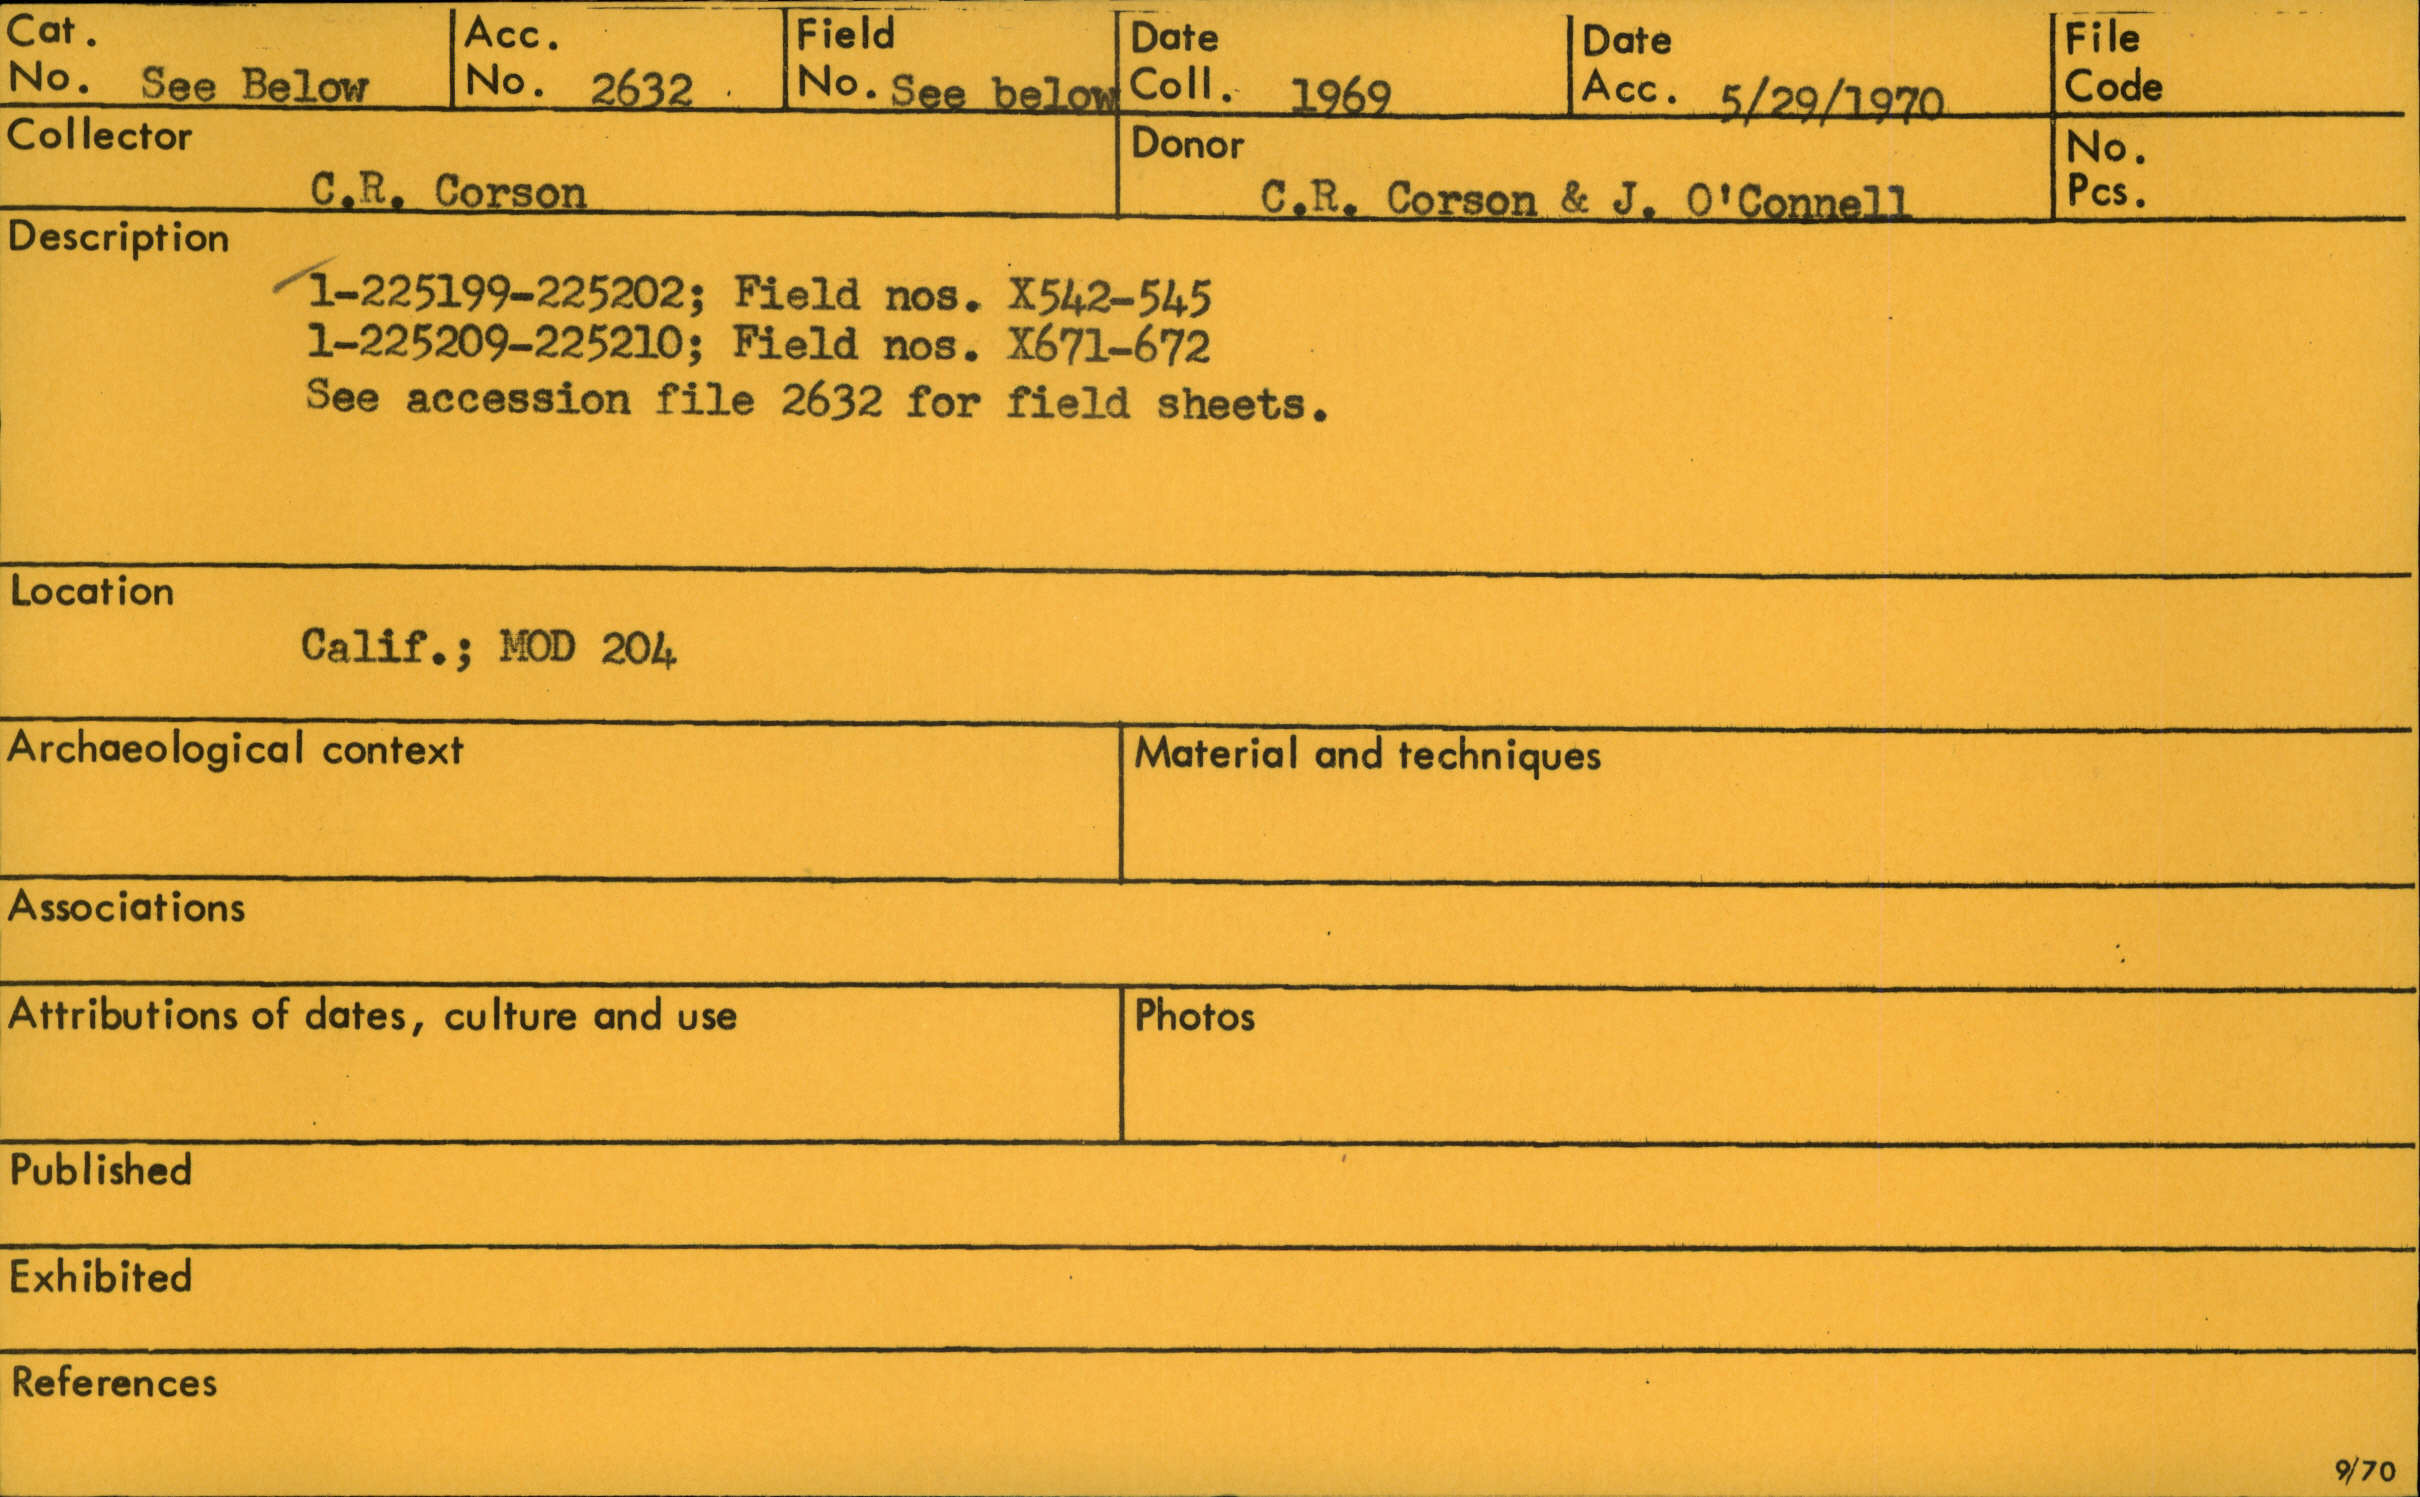 Cat.
No. See Below
Acc.
No. 2632
Field
No. See below
Date
Coll. 1969
Date
Acc. 5/29/1970
File
Code
Collector
C.R. Corson
Donor
C.R. Corson & J. O'Connell
No.
Pcs.
Description
1-225199-225202; Field nos. X542-545
1-225209-225210; Field nos. X671-672
See accession file 2632 for field sheets.
Location
Calif.; MOD 204
Archaeological context
Material and techniques
Associations
Attributions of dates, culture and use
Photos
Published
Exhibited
References
9/70